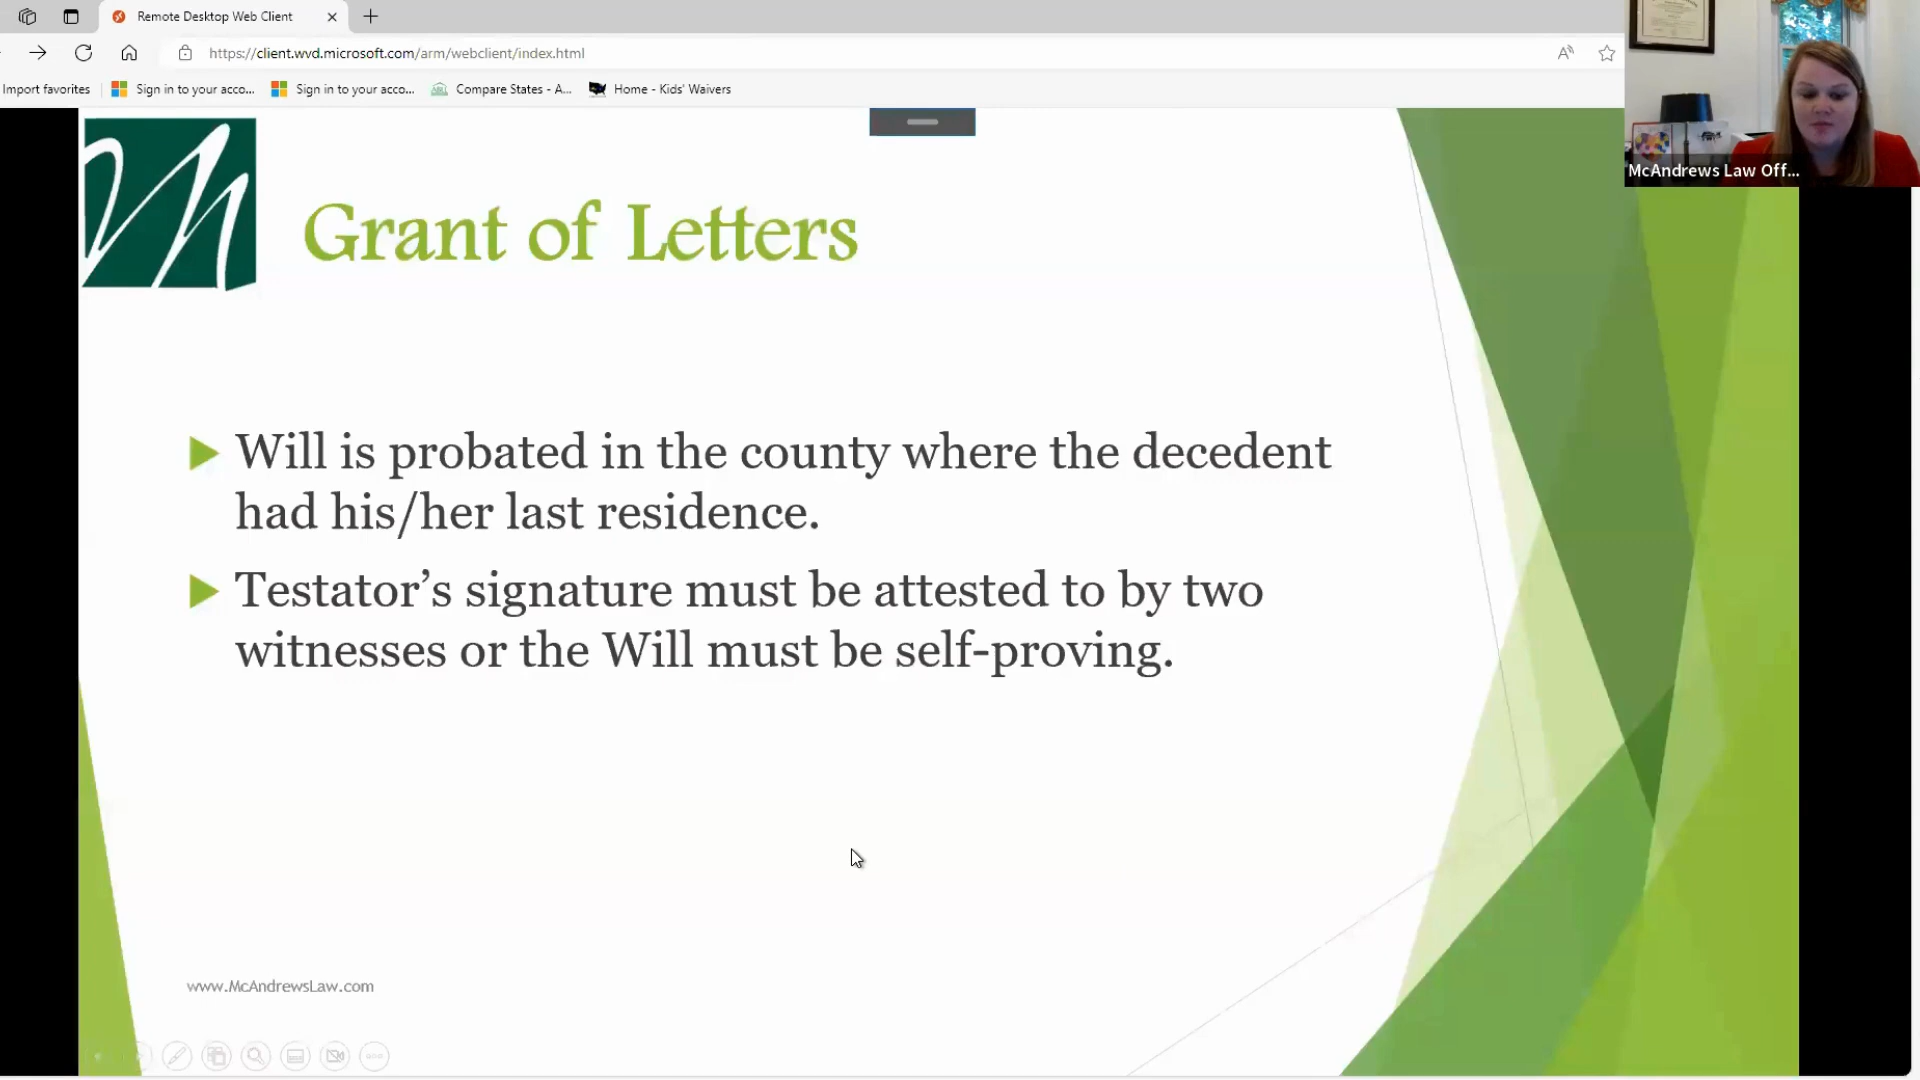 Remote Desktop Web Client
https://client.wvd.microsoft.com/arm/webclient/index.html
Import favorites
Sign in to your acco...
Sign in to your acco...
Compare States - A...
Home - Kids' Waivers
McAndrews Law Off...
Grant of Letters
Will is probated in the county where the decedent
had his/her last residence.
Testator’s signature must be attested to by two
witnesses or the Will must be self-proving.
www.McAndrewsLaw.com